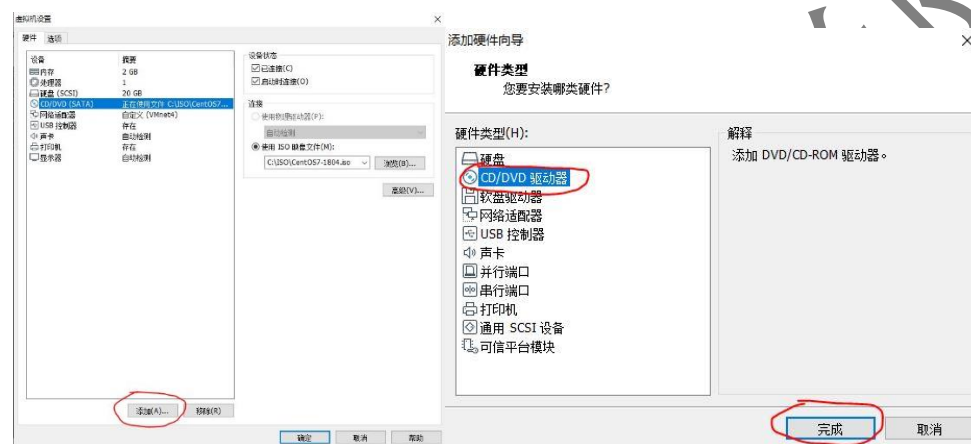 虚拟机设置
硬件 选项
设备 摘要
内存 2 GB
处理器 1
硬盘 (SCSI) 20 GB
CD/DVD (SATA) 正在使用文件 C:\ISO\CentOS7...
网络适配器 自定义 (VMnet4)
USB 控制器 存在
声卡 自动检测
打印机 存在
显示器 自动检测
添加(A)... 移除(R)
设备状态
已连接(C)
启动时连接(O)
连接
使用物理驱动器(P):
自动检测
使用 ISO 映像文件(M):
C:\ISO\CentOS7-1804.iso 浏览(B)...
高级(V)...
确定 取消 帮助
添加硬件向导
硬件类型
您要安装哪类硬件?
硬件类型(H):
硬盘
CD/DVD 驱动器
软盘驱动器
网络适配器
USB 控制器
声卡
并行端口
串行端口
打印机
通用 SCSI 设备
可信平台模块
解释
添加 DVD/CD-ROM 驱动器。
完成 取消